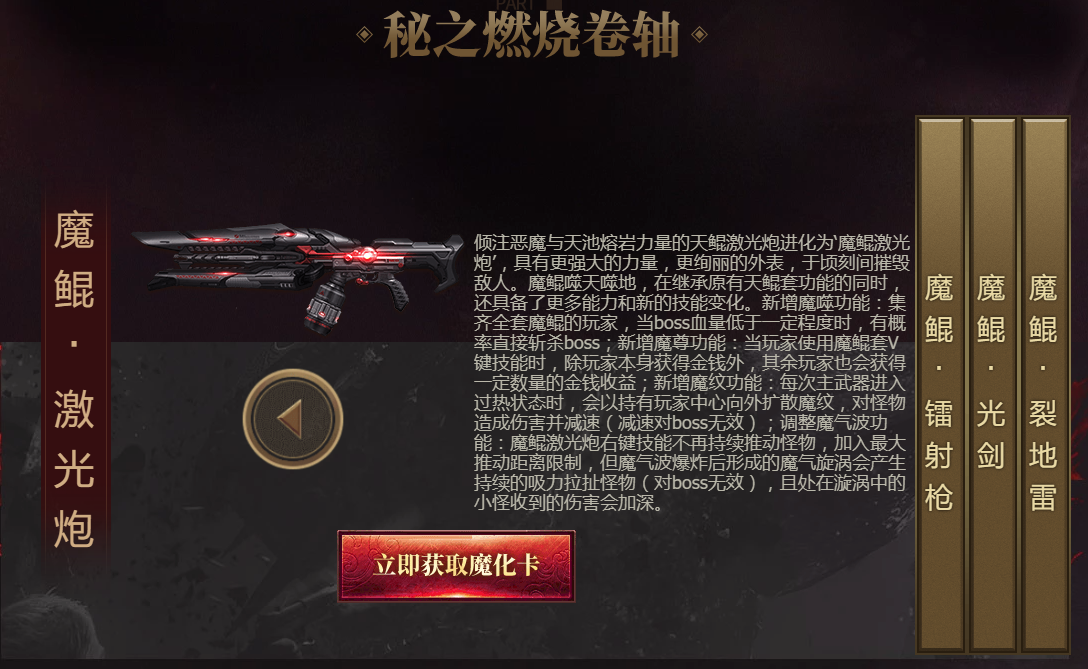 PART
秘之燃烧卷轴
魔鲲·激光炮
倾注恶魔与天池熔岩力量的天鲲激光炮进化为‘魔鲲激光
炮’，具有更强大的力量，更绚丽的外表，于顷刻间摧毁
敌人。魔鲲噬天噬地，在继承原有天鲲套功能的同时，
还具备了更多能力和新的技能变化。新增魔噬功能：集
齐全套魔鲲的玩家，当boss血量低于一定程度时，有概
率直接斩杀boss；新增魔尊功能：当玩家使用魔鲲套V
键技能时，除玩家本身获得金钱外，其余玩家也会获得
一定数量的金钱收益；新增魔纹功能：每次主武器进入
过热状态时，会以持有玩家中心向外扩散魔纹，对怪物
造成伤害并减速（减速对boss无效）；调整魔气波功
能：魔鲲激光炮右键技能不再持续推动怪物，加入最大
推动距离限制，但魔气波爆炸后形成的魔气旋涡会产生
持续的吸力拉扯怪物（对boss无效），且处在漩涡中的
小怪收到的伤害会加深。
立即获取魔化卡
魔鲲·镭射枪
魔鲲·光剑
魔鲲·裂地雷